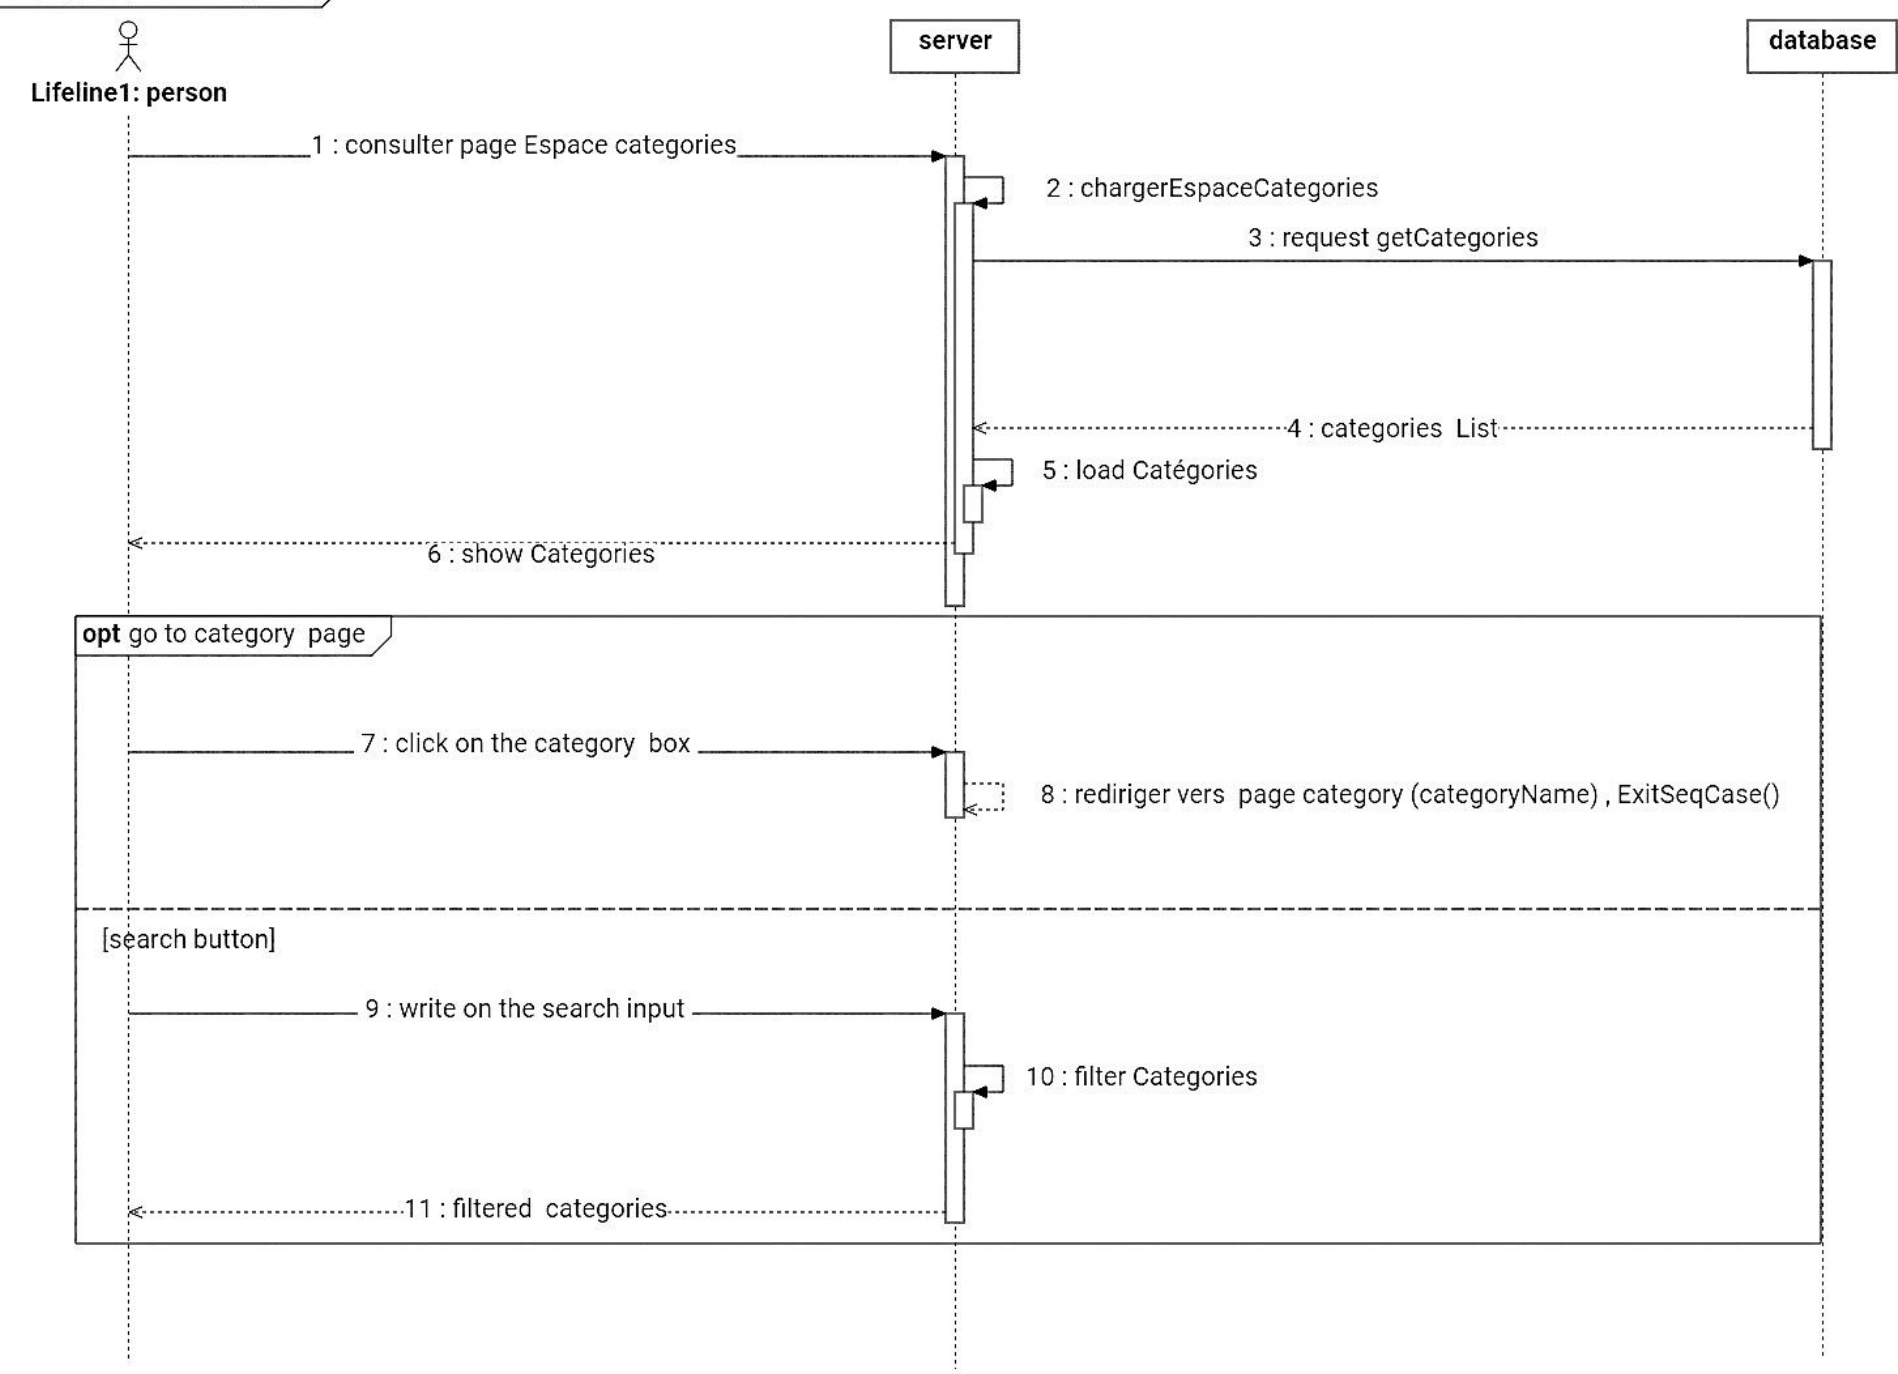 server
database
Lifeline1: person
1 : consulter page Espace categories
2 : chargerEspaceCategories
3 : request getCategories
4 : categories List
5 : load Catégories
6 : show Categories
opt go to category page
7 : click on the category box
8 : rediriger vers page category (categoryName) , ExitSeqCase()
[search button]
9 : write on the search input
10 : filter Categories
11 : filtered categories